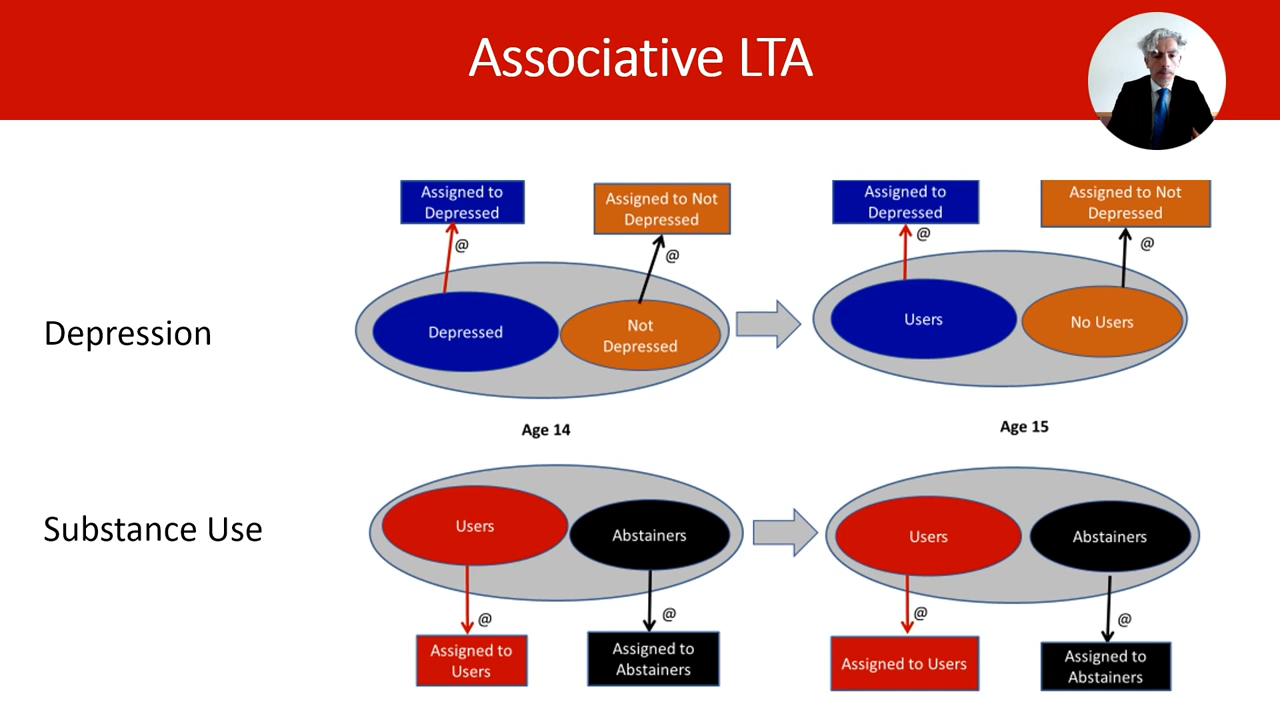 Associative LTA
Assigned to
Depressed
Assigned to Not
Depressed
Assigned to
Depressed
Assigned to Not
Depressed
@
@
@
@
Depression
Depressed
Not
Depressed
Users
No Users
Age 14
Age 15
Substance Use
Users
Abstainers
Users
Abstainers
@
@
@
@
Assigned to
Users
Assigned to
Abstainers
Assigned to Users
Assigned to
Abstainers